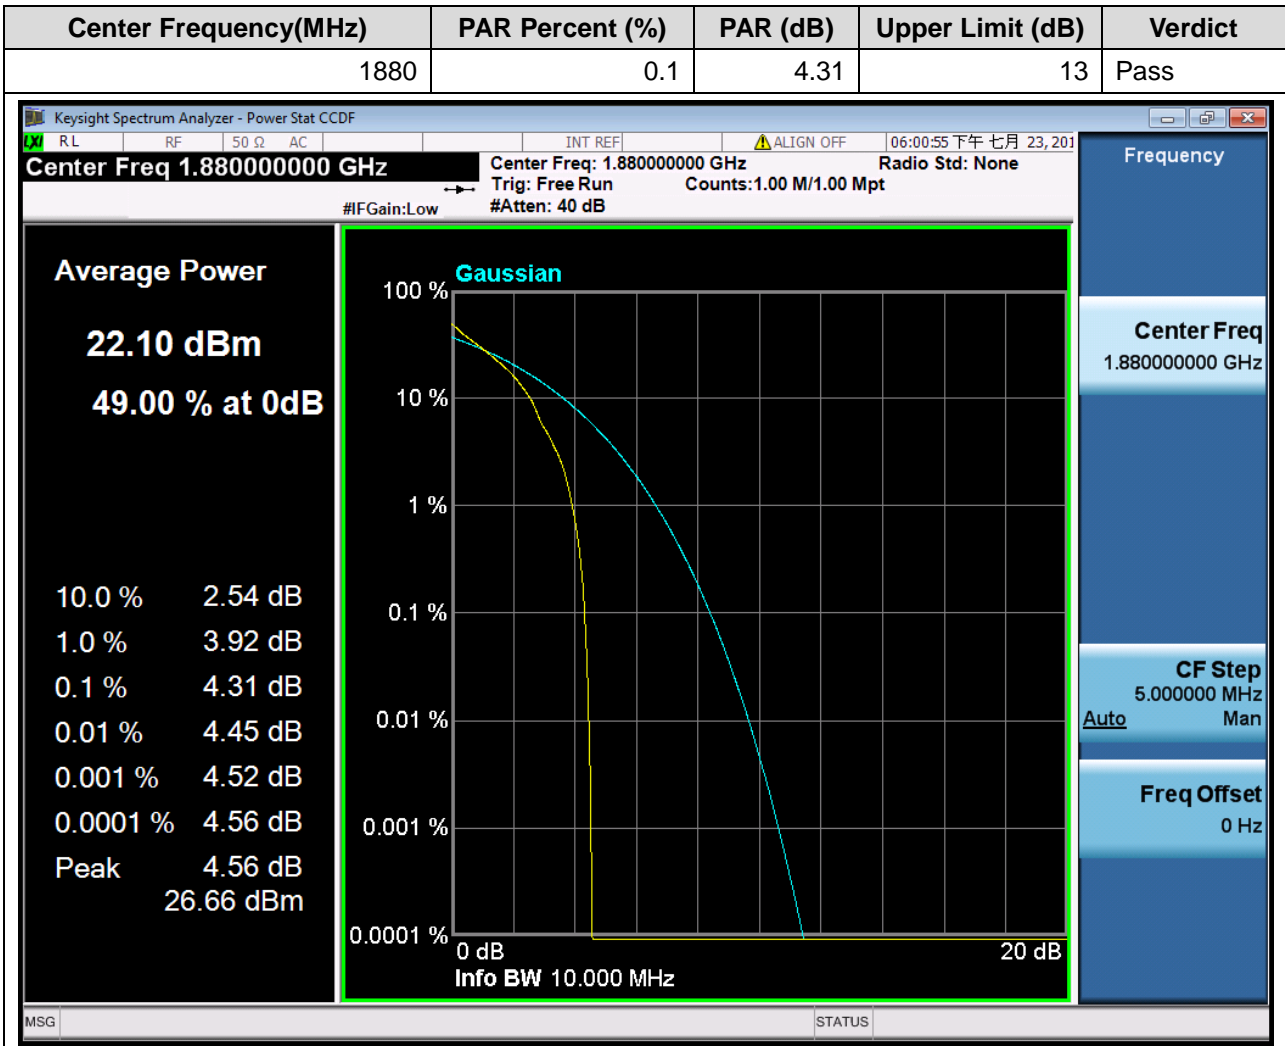 Center Frequency(MHz) PAR Percent (%) PAR (dB) Upper Limit (dB) Verdict
1880 0.1 4.31 13 Pass
Keysight Spectrum Analyzer - Power Stat CCDF
LXI RL RF 50 Ω AC INT REF ALIGN OFF 06:00:55 下午 七月 23, 201
Center Freq 1.880000000 GHz
Center Freq: 1.880000000 GHz Radio Std: None
Trig: Free Run Counts:1.00 M/1.00 Mpt
#IFGain:Low #Atten: 40 dB
Average Power
22.10 dBm
49.00 % at 0dB
10.0 % 2.54 dB
1.0 % 3.92 dB
0.1 % 4.31 dB
0.01 % 4.45 dB
0.001 % 4.52 dB
0.0001 % 4.56 dB
Peak 4.56 dB
26.66 dBm
Gaussian
100 %
10 %
1 %
0.1 %
0.01 %
0.001 %
0.0001 %
0 dB 20 dB
Info BW 10.000 MHz
Frequency
Center Freq
1.880000000 GHz
CF Step
5.000000 MHz
Auto Man
Freq Offset
0 Hz
MSG STATUS